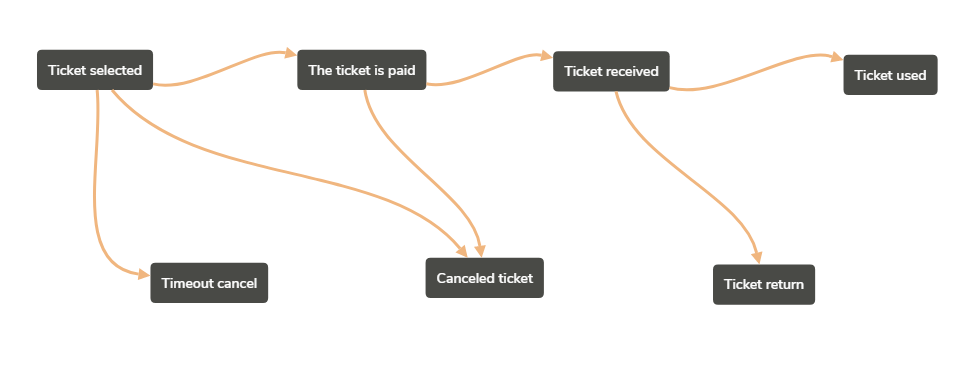 Ticket selected
The ticket is paid
Ticket received
Ticket used
Timeout cancel
Canceled ticket
Ticket return